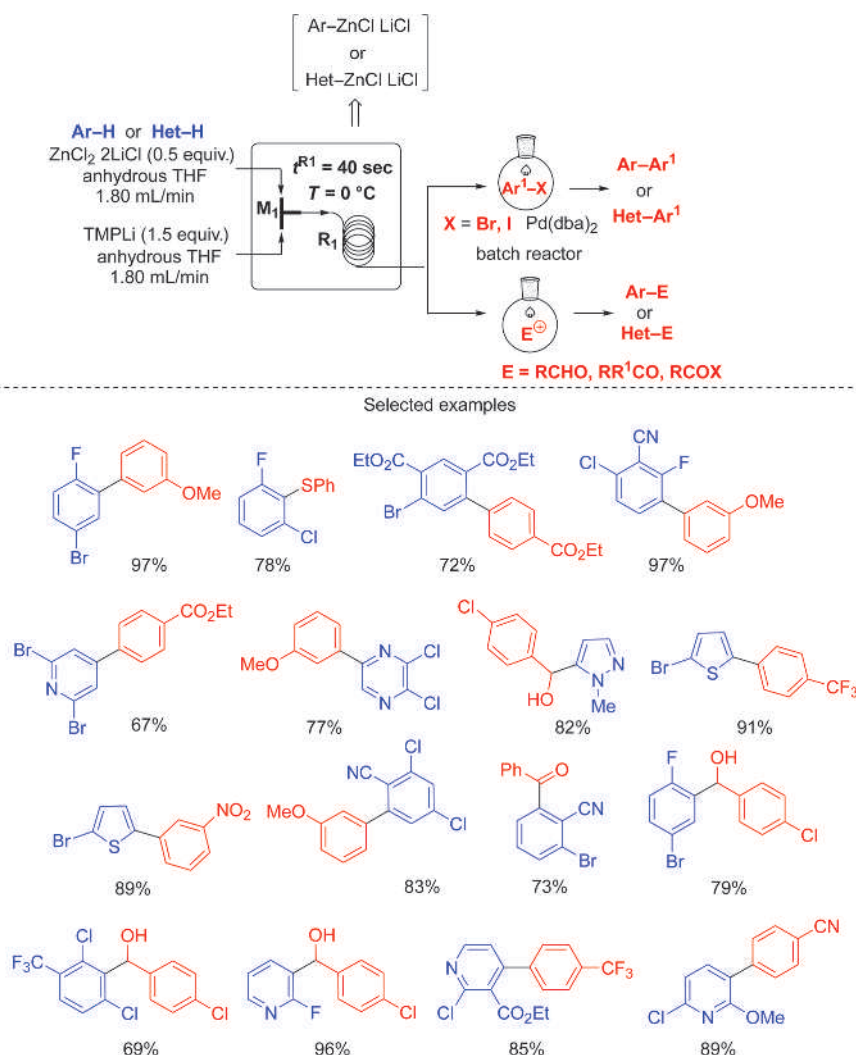 Ar–ZnCl LiCl
or
Het–ZnCl LiCl
Ar–H or Het–H
ZnCl2 2LiCl (0.5 equiv.)
anhydrous THF
1.80 mL/min
TMPLi (1.5 equiv.)
anhydrous THF
1.80 mL/min
M1
tR1 = 40 sec
T = 0 °C
R1
Ar1–X
X = Br, I Pd(dba)2
batch reactor
Ar–Ar1
or
Het–Ar1
E⊕
Ar–E
or
Het–E
E = RCHO, RR1CO, RCOX
Selected examples
F
OMe
Br
97%
F
SPh
Cl
78%
EtO2C
CO2Et
Br
CO2Et
72%
CN
Cl
F
OMe
97%
CO2Et
Br
N
Br
67%
MeO
N
Cl
N
Cl
77%
Cl
HO
N
N
Me
82%
Br
S
CF3
91%
Br
S
NO2
89%
Cl
NC
MeO
Cl
83%
Ph
O
CN
Br
73%
F
OH
Br
Cl
79%
Cl
OH
F3C
Cl
Cl
69%
OH
N
F
Cl
96%
N
Cl
CO2Et
CF3
85%
CN
Cl
N
OMe
89%